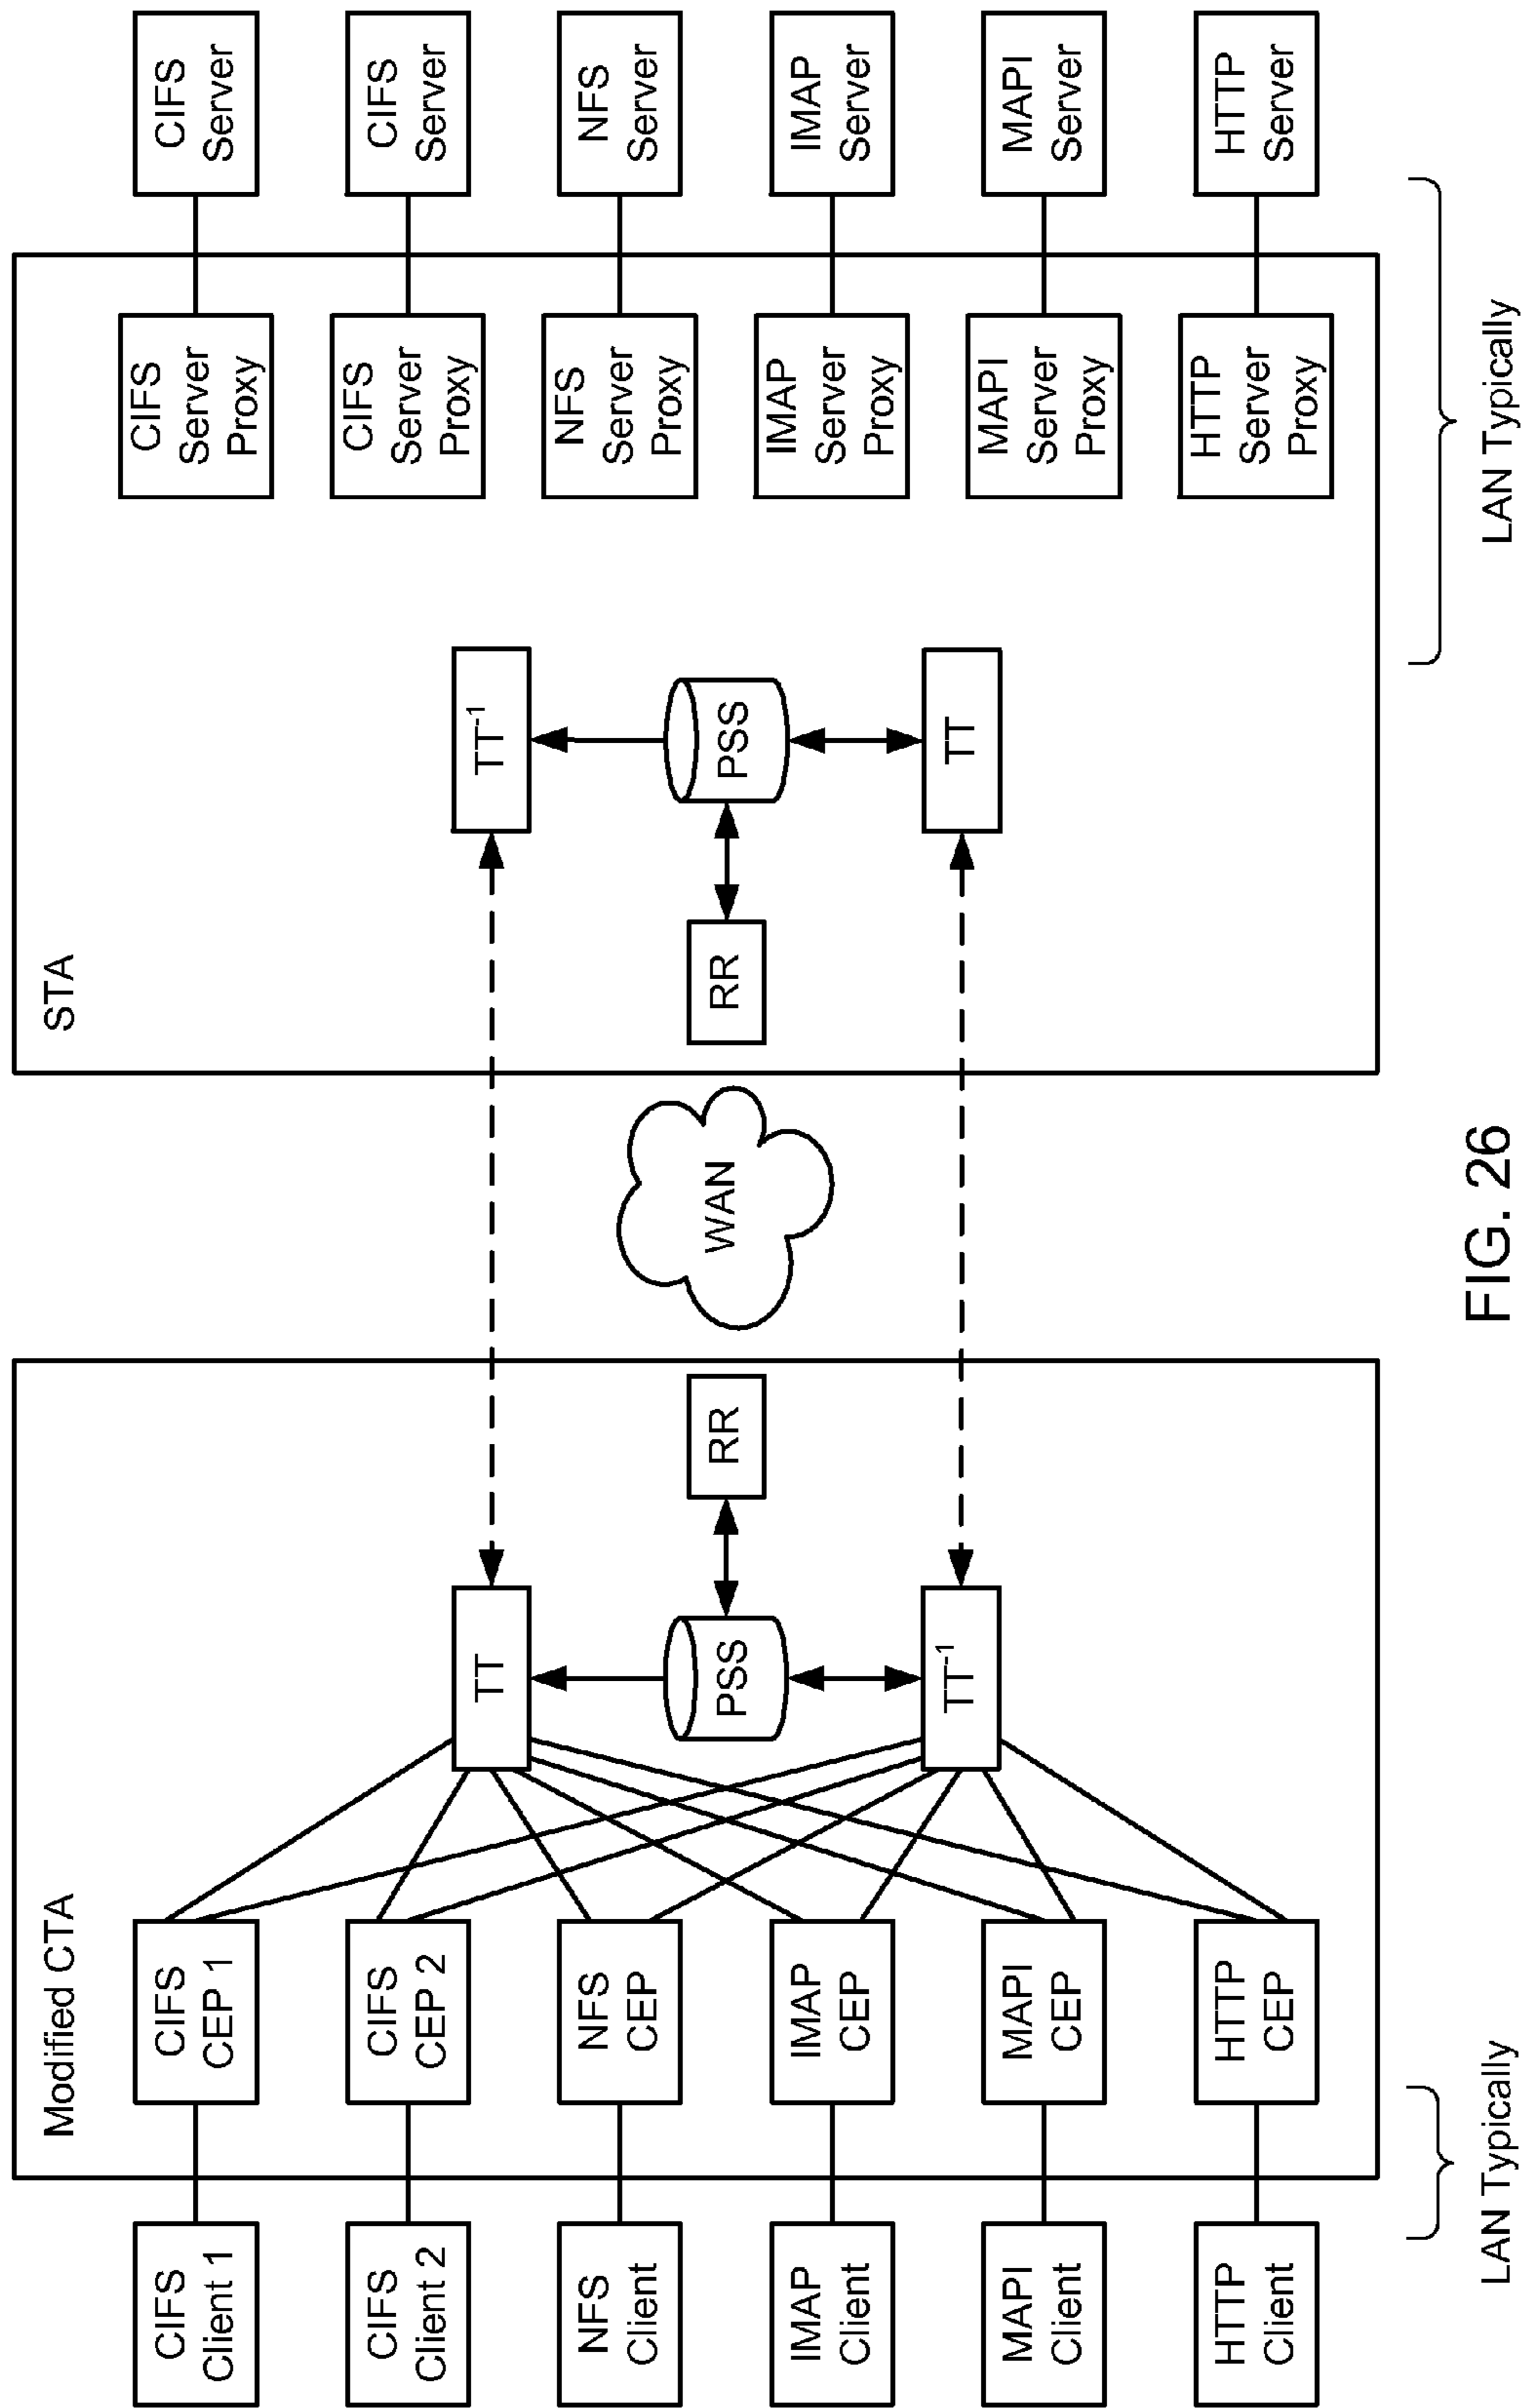 Modified CTA
STA
CIFS
Client 1
CIFS
CEP 1
CIFS
Server
Proxy
CIFS
Server
CIFS
Client 2
CIFS
CEP 2
CIFS
Server
Proxy
CIFS
Server
TT
TT-1
NFS
Client
NFS
CEP
NFS
Server
Proxy
NFS
Server
PSS
RR
WAN
RR
PSS
IMAP
Client
IMAP
CEP
IMAP
Server
Proxy
IMAP
Server
TT-1
TT
MAPI
Client
MAPI
CEP
MAPI
Server
Proxy
MAPI
Server
HTTP
Client
HTTP
CEP
HTTP
Server
Proxy
HTTP
Server
LAN Typically
LAN Typically
FIG. 26